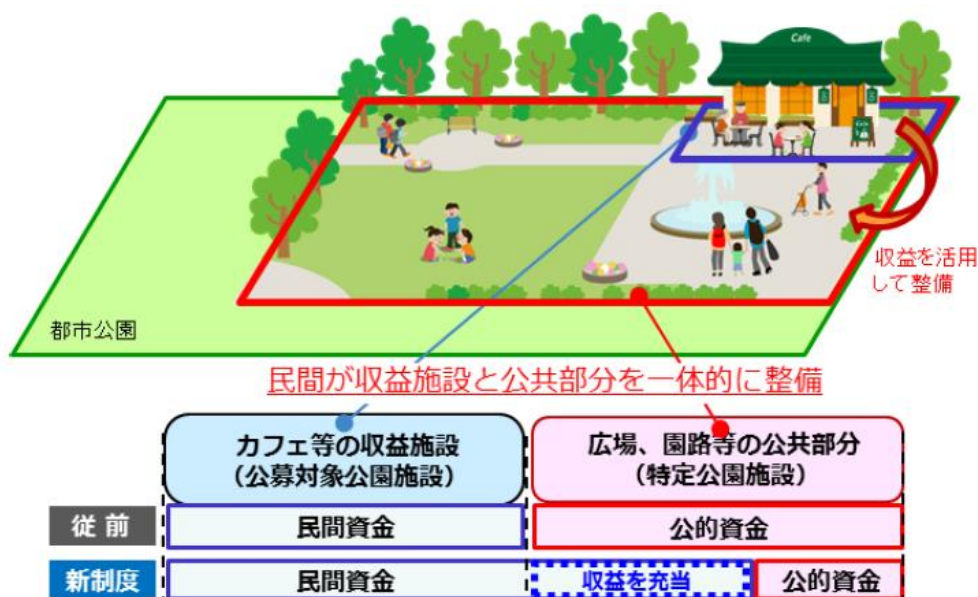 Cafe
Cafe
収益を活用
して整備
都市公園
民間が収益施設と公共部分を一体的に整備
カフェ等の収益施設
(公募対象公園施設)
広場、園路等の公共部分
(特定公園施設)
従前
民間資金
公的資金
新制度
民間資金
収益を充当
公的資金